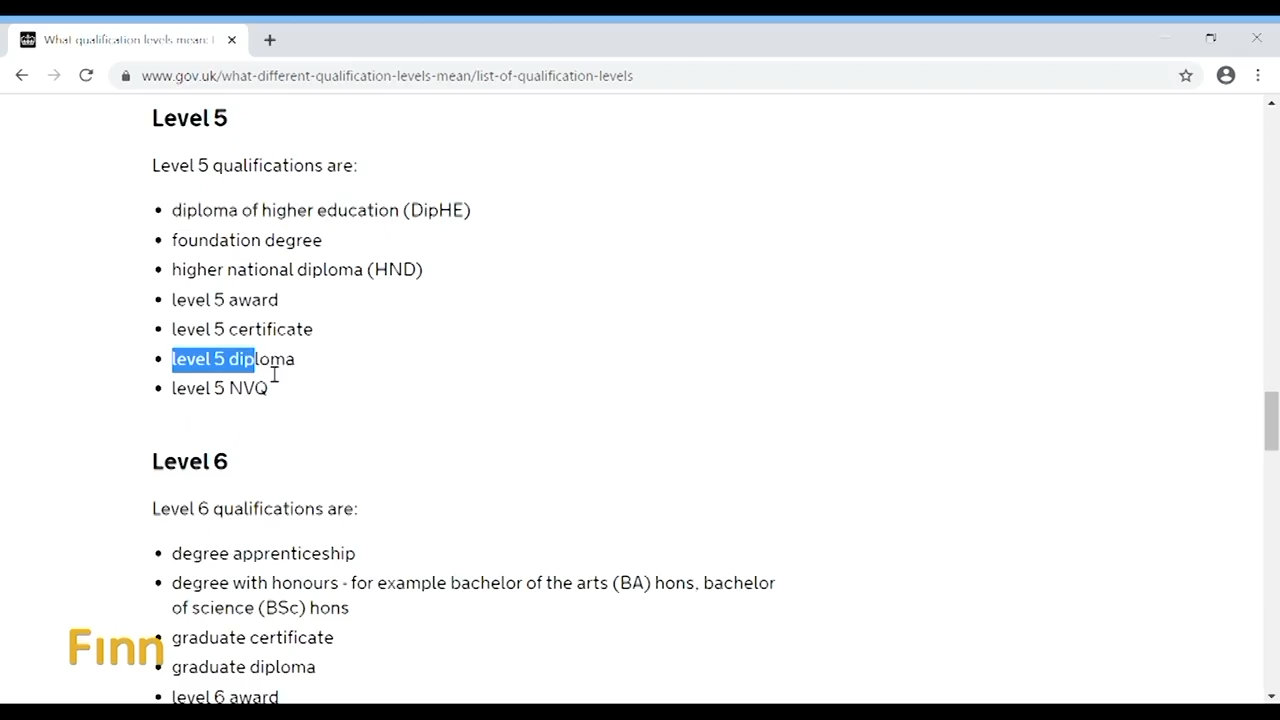 What qualification levels mean:
www.gov.uk/what-different-qualification-levels-mean/list-of-qualification-levels
Level 5
Level 5 qualifications are:
• diploma of higher education (DipHE)
• foundation degree
• higher national diploma (HND)
• level 5 award
• level 5 certificate
• level 5 diploma
• level 5 NVQ
Level 6
Level 6 qualifications are:
• degree apprenticeship
• degree with honours - for example bachelor of the arts (BA) hons, bachelor
of science (BSc) hons
• graduate certificate
• graduate diploma
• level 6 award
Finn